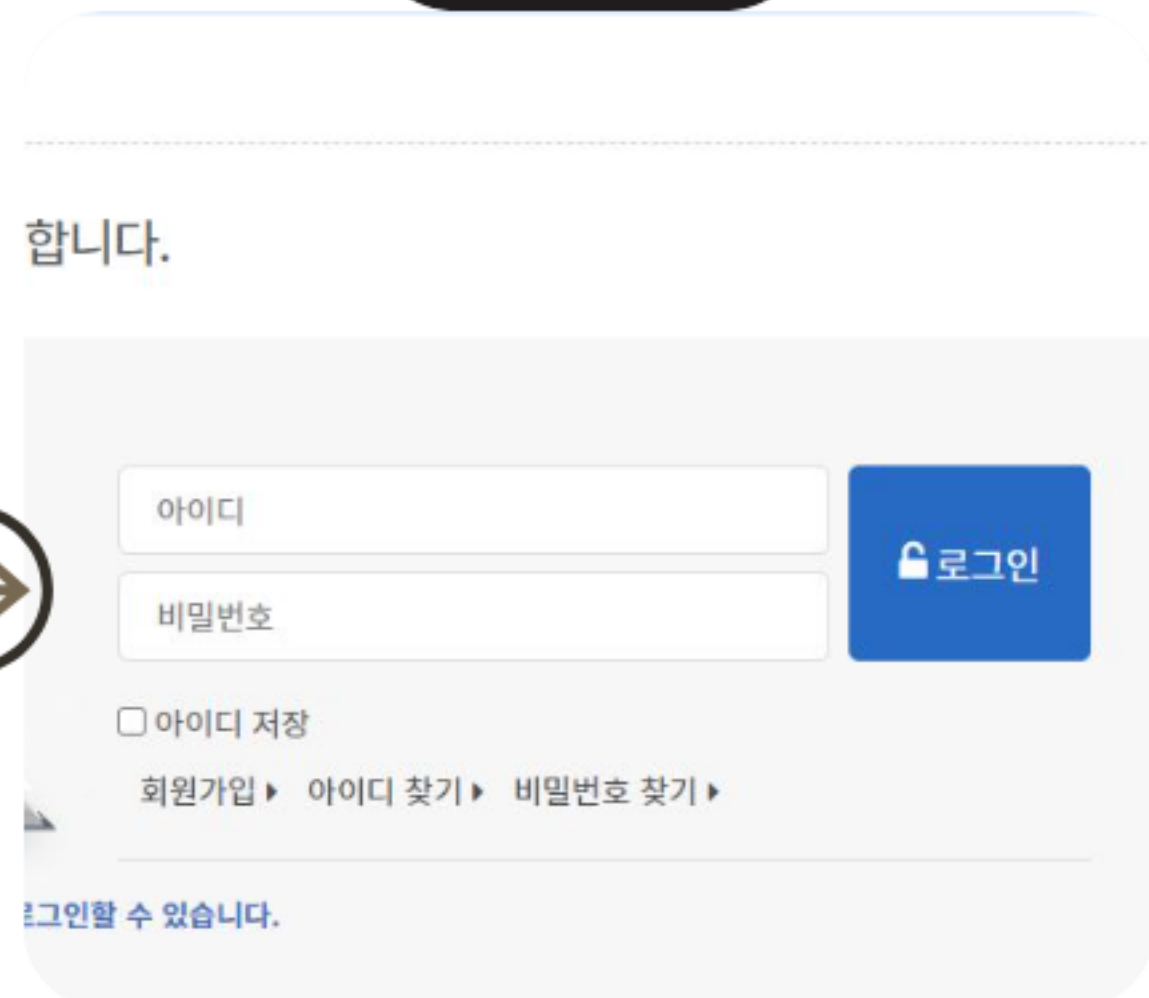 합니다.
아이디
로그인
비밀번호
아이디 저장
회원가입 아이디 찾기 비밀번호 찾기
로그인할 수 있습니다.